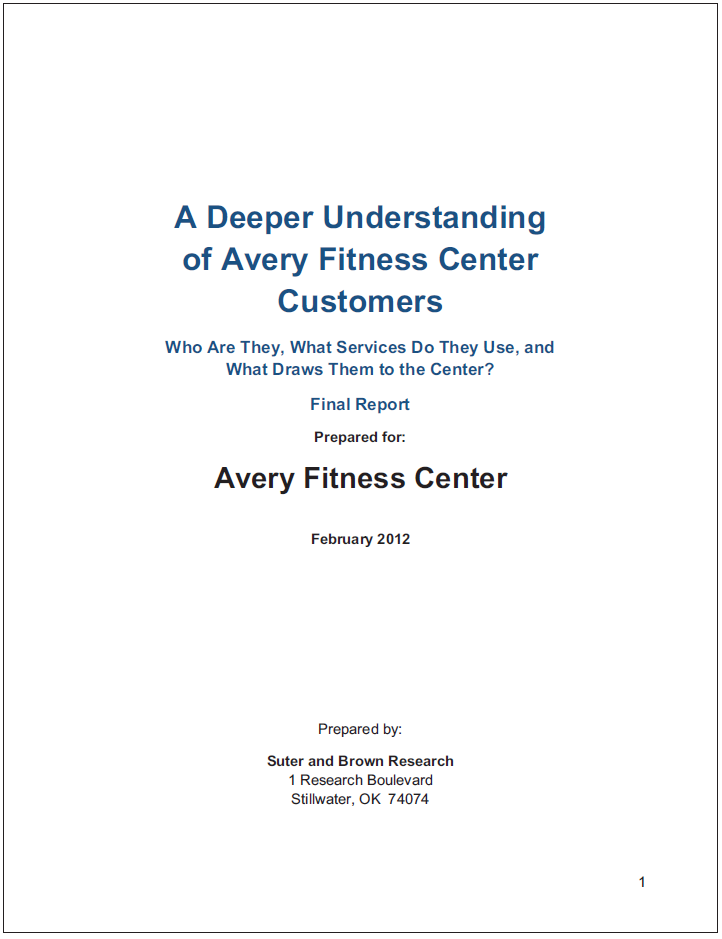 A Deeper Understanding
of Avery Fitness Center
Customers
Who Are They, What Services Do They Use, and
What Draws Them to the Center?
Final Report
Prepared for:
Avery Fitness Center
February 2012
Prepared by:
Suter and Brown Research
1 Research Boulevard
Stillwater, OK 74074
1